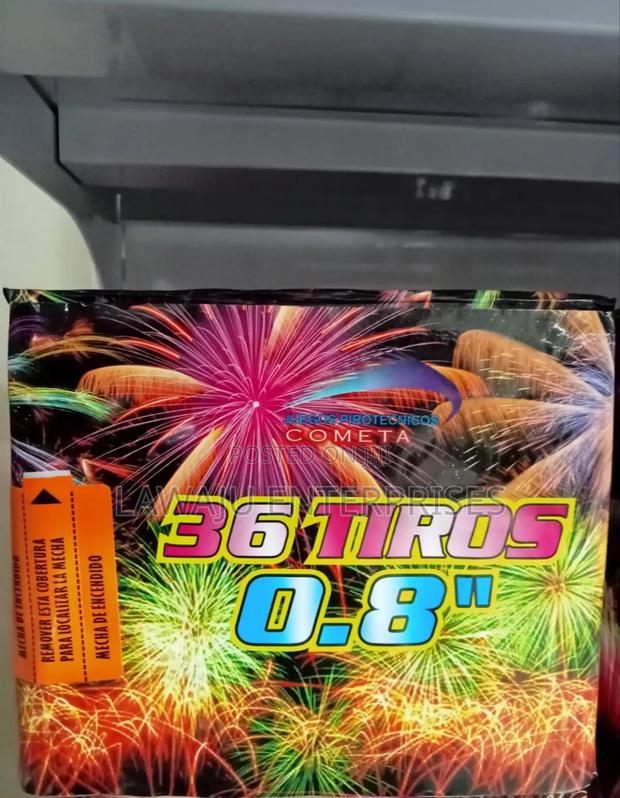 JUEGOS PIROTECNICOS
COMETA
POSTED ON JIJI
LAWAJU ENTERPRISES
36 TIROS
0.8"
MECHA DE ENCENDIDO
REMOVER ESTA COBERTURA
PARA LOCALIZAR LA MECHA
MECHA DE ENCENDIDO